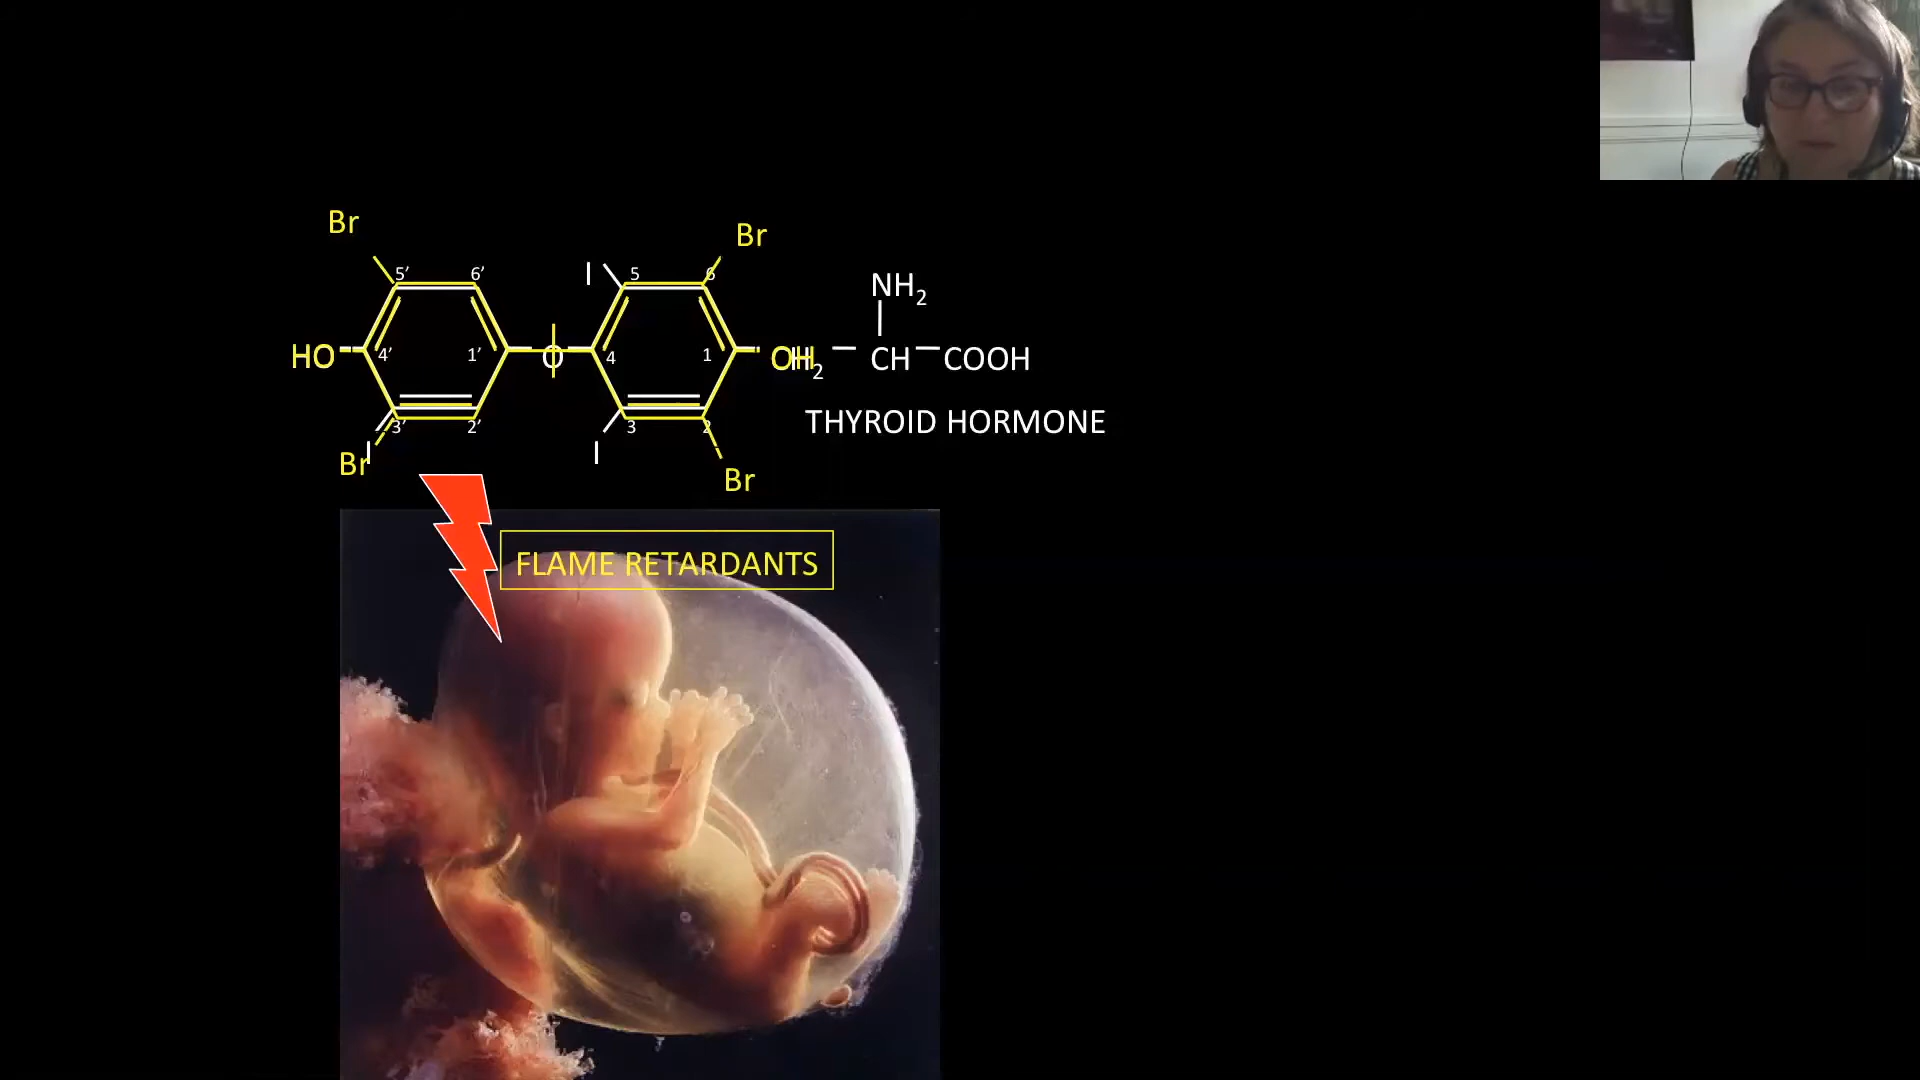 Br
Br
I
5’
6’
5
6
NH2
HO
4’
1’
O
4
1
OH
CH
COOH
THYROID HORMONE
3’
2’
3
2
I
I
Br
Br
FLAME RETARDANTS